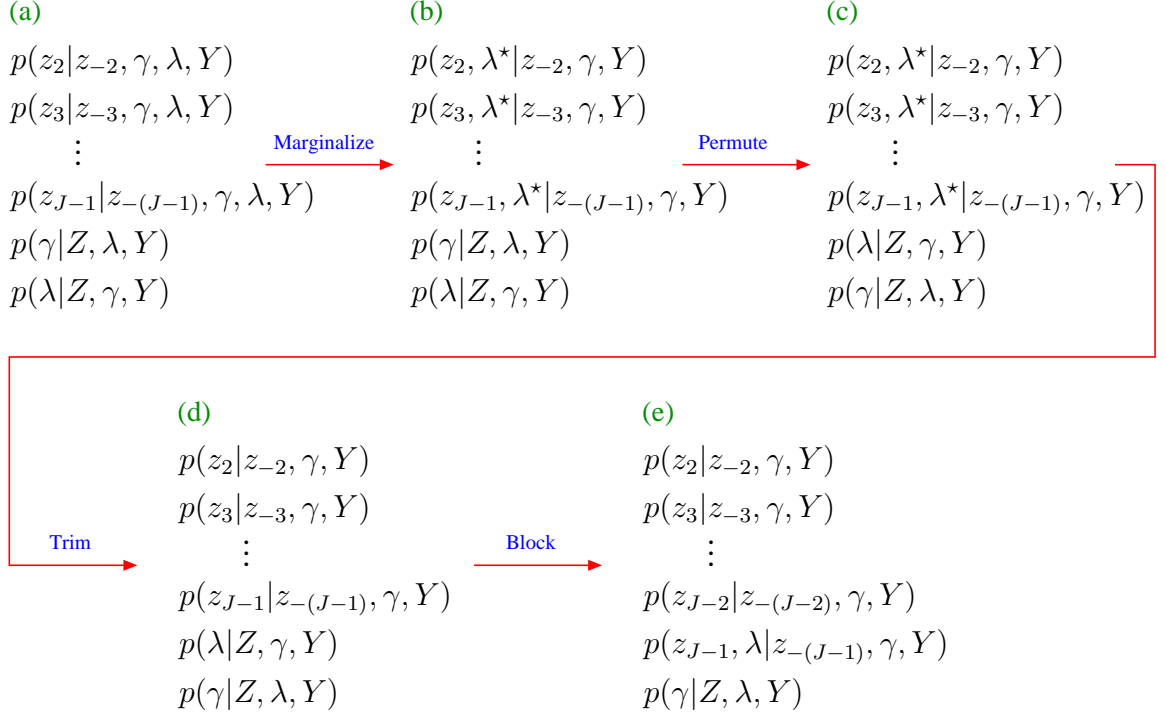 (a)
p(z_2|z_{−2}, γ, λ, Y)
p(z_3|z_{−3}, γ, λ, Y)
⋮
p(z_{J−1}|z_{−(J−1)}, γ, λ, Y)
p(γ|Z, λ, Y)
p(λ|Z, γ, Y)
Marginalize
(b)
p(z_2, λ^⋆|z_{−2}, γ, Y)
p(z_3, λ^⋆|z_{−3}, γ, Y)
⋮
p(z_{J−1}, λ^⋆|z_{−(J−1)}, γ, Y)
p(γ|Z, λ, Y)
p(λ|Z, γ, Y)
Permute
(c)
p(z_2, λ^⋆|z_{−2}, γ, Y)
p(z_3, λ^⋆|z_{−3}, γ, Y)
⋮
p(z_{J−1}, λ^⋆|z_{−(J−1)}, γ, Y)
p(λ|Z, γ, Y)
p(γ|Z, λ, Y)
Trim
(d)
p(z_2|z_{−2}, γ, Y)
p(z_3|z_{−3}, γ, Y)
⋮
p(z_{J−1}|z_{−(J−1)}, γ, Y)
p(λ|Z, γ, Y)
p(γ|Z, λ, Y)
Block
(e)
p(z_2|z_{−2}, γ, Y)
p(z_3|z_{−3}, γ, Y)
⋮
p(z_{J−2}|z_{−(J−2)}, γ, Y)
p(z_{J−1}, λ|z_{−(J−1)}, γ, Y)
p(γ|Z, λ, Y)